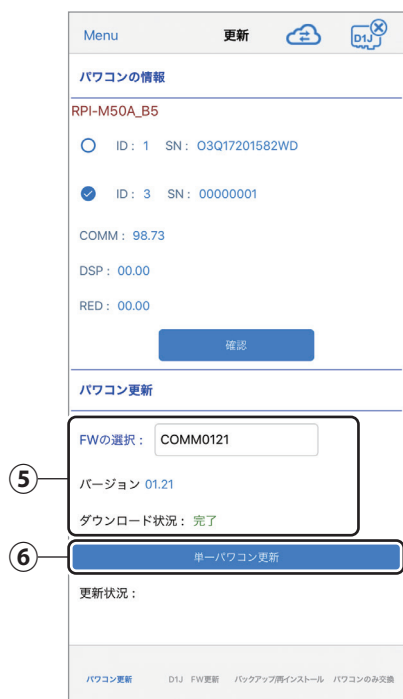 Menu 更新 D1J
パワコンの情報
RPI-M50A_B5
ID : 1 SN : O3Q17201582WD
ID : 3 SN : 00000001
COMM : 98.73
DSP : 00.00
RED : 00.00
確認
パワコン更新
FWの選択 : COMM0121
⑤
バージョン 01.21
ダウンロード状況 : 完了
⑥ 単一パワコン更新
更新状況 :
パワコン更新 D1J FW更新 バックアップ/再インストール パワコンのみ交換